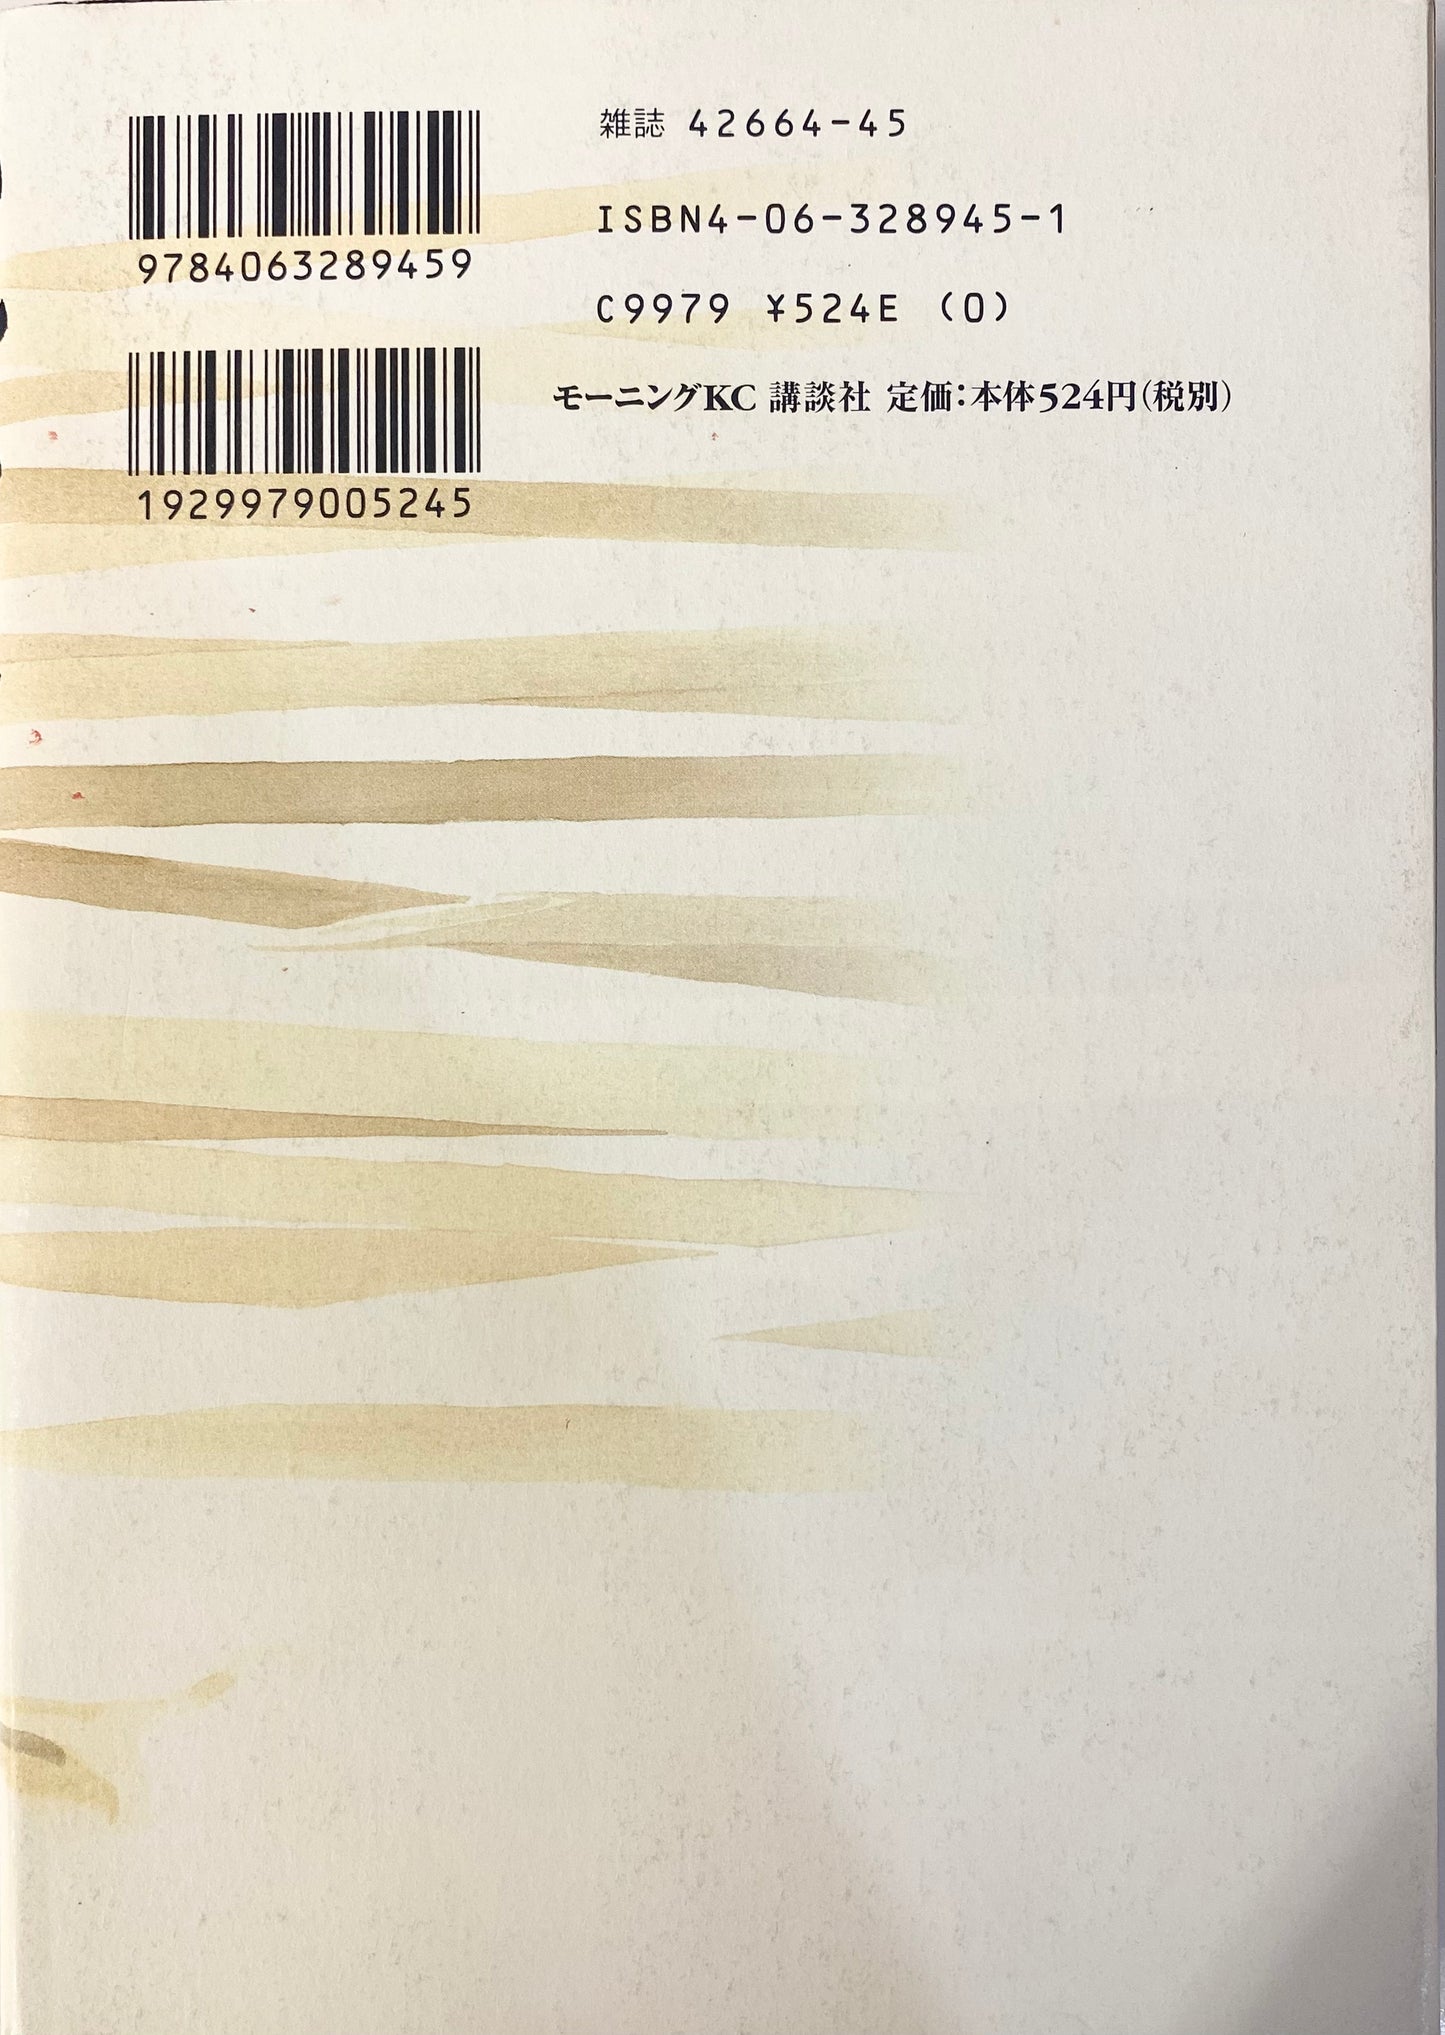 9784063289459
1929979005245
雑誌 42664-45
ISBN4-06-328945-1
C9979 ¥524E (0)
モーニングKC 講談社 定価：本体524円（税別）